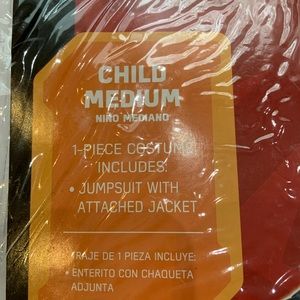 CHILD
MEDIUM
NIÑO MEDIANO
1-PIECE COSTUME
INCLUDES:
• JUMPSUIT WITH
ATTACHED JACKET
TRAJE DE 1 PIEZA INCLUYE:
• ENTERITO CON CHAQUETA
ADJUNTA